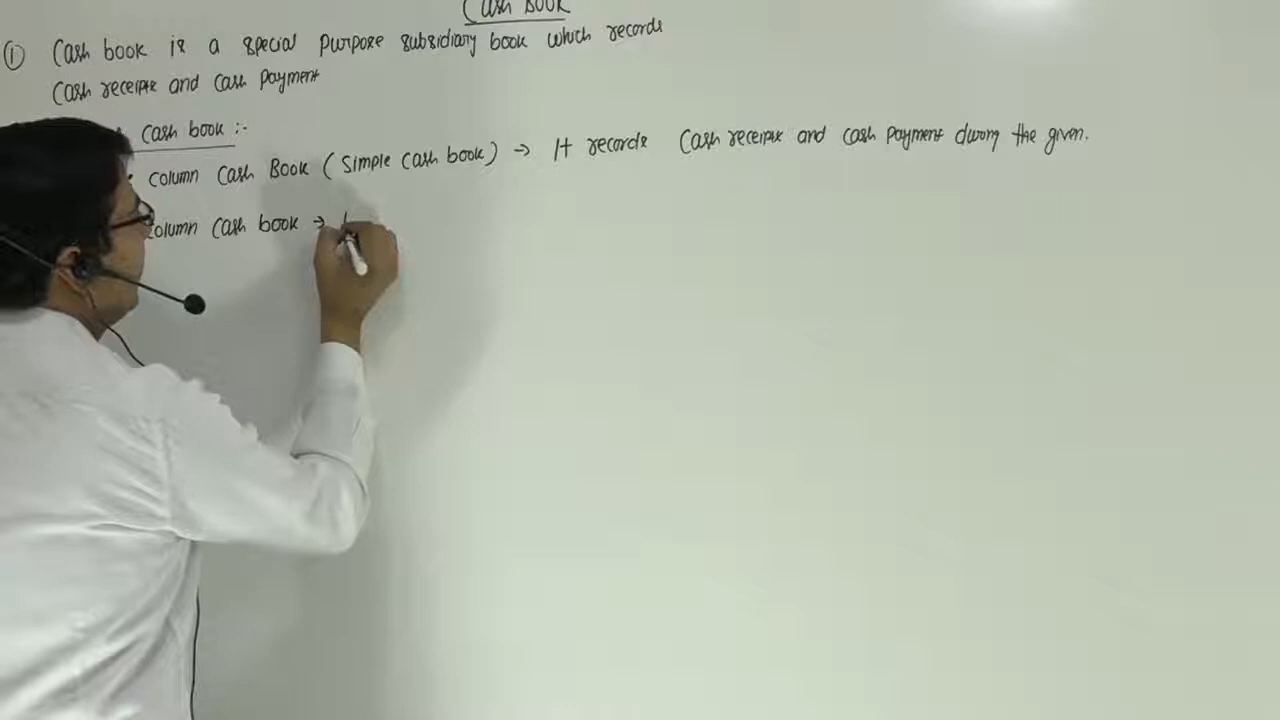 Cash Book
① Cash book is a special purpose subsidiary book which records
Cash receipts and cash payment
Cash book :-
Column Cash Book (Simple Cash book) → It records Cash receipts and cash payment during the given.
Column Cash book →